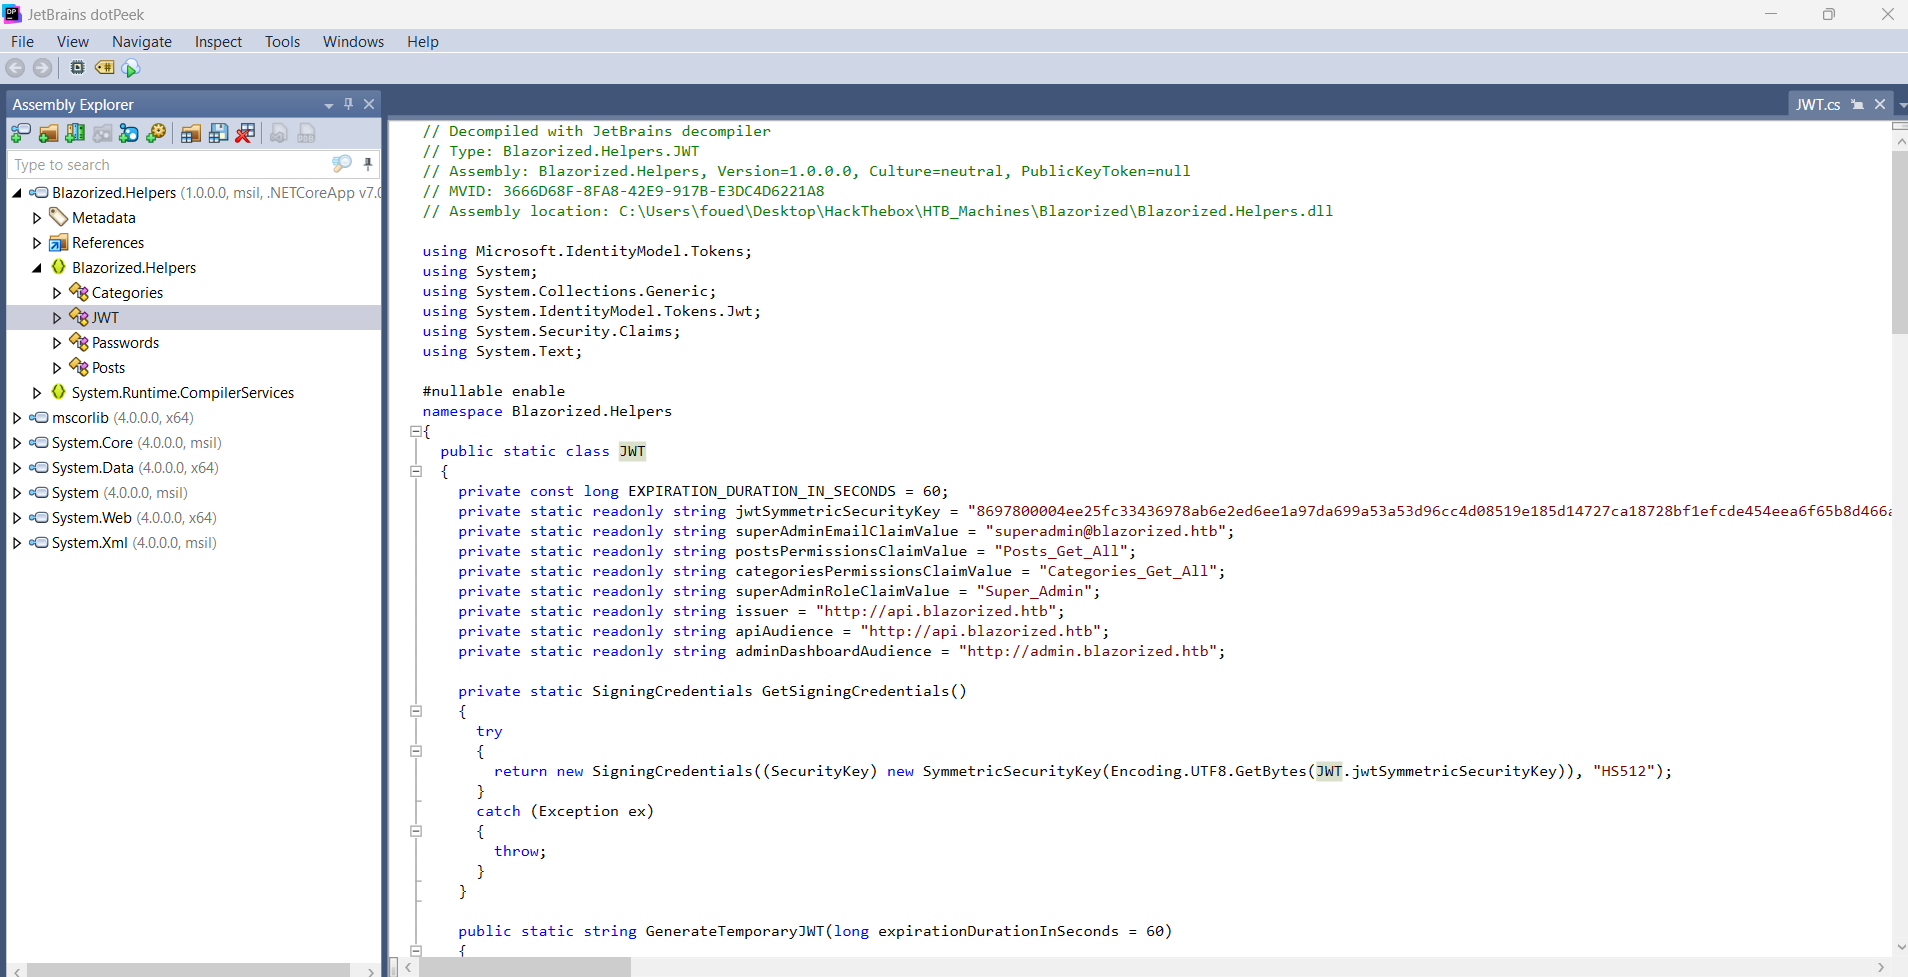 JetBrains dotPeek
File View Navigate Inspect Tools Windows Help
Assembly Explorer
Type to search
Blazorized.Helpers (1.0.0.0, msil, .NETCoreApp v7.0
Metadata
References
Blazorized.Helpers
Categories
JWT
Passwords
Posts
System.Runtime.CompilerServices
mscorlib (4.0.0.0, x64)
System.Core (4.0.0.0, msil)
System.Data (4.0.0.0, x64)
System (4.0.0.0, msil)
System.Web (4.0.0.0, x64)
System.Xml (4.0.0.0, msil)
JWT.cs
// Decompiled with JetBrains decompiler
// Type: Blazorized.Helpers.JWT
// Assembly: Blazorized.Helpers, Version=1.0.0.0, Culture=neutral, PublicKeyToken=null
// MVID: 3666D68F-8FA8-42E9-917B-E3DC4D6221A8
// Assembly location: C:\Users\foued\Desktop\HackThebox\HTB_Machines\Blazorized\Blazorized.Helpers.dll
using Microsoft.IdentityModel.Tokens;
using System;
using System.Collections.Generic;
using System.IdentityModel.Tokens.Jwt;
using System.Security.Claims;
using System.Text;
#nullable enable
namespace Blazorized.Helpers
{
public static class JWT
{
private const long EXPIRATION_DURATION_IN_SECONDS = 60;
private static readonly string jwtSymmetricSecurityKey = "8697800004ee25fc33436978ab6e2ed6ee1a97da699a53a53d96cc4d08519e185d14727ca18728bf1efcde454eea6f65b8d466a
private static readonly string superAdminEmailClaimValue = "superadmin@blazorized.htb";
private static readonly string postsPermissionsClaimValue = "Posts_Get_All";
private static readonly string categoriesPermissionsClaimValue = "Categories_Get_All";
private static readonly string superAdminRoleClaimValue = "Super_Admin";
private static readonly string issuer = "http://api.blazorized.htb";
private static readonly string apiAudience = "http://api.blazorized.htb";
private static readonly string adminDashboardAudience = "http://admin.blazorized.htb";
private static SigningCredentials GetSigningCredentials()
{
try
{
return new SigningCredentials((SecurityKey) new SymmetricSecurityKey(Encoding.UTF8.GetBytes(JWT.jwtSymmetricSecurityKey)), "HS512");
}
catch (Exception ex)
{
throw;
}
}
public static string GenerateTemporaryJWT(long expirationDurationInSeconds = 60)
{